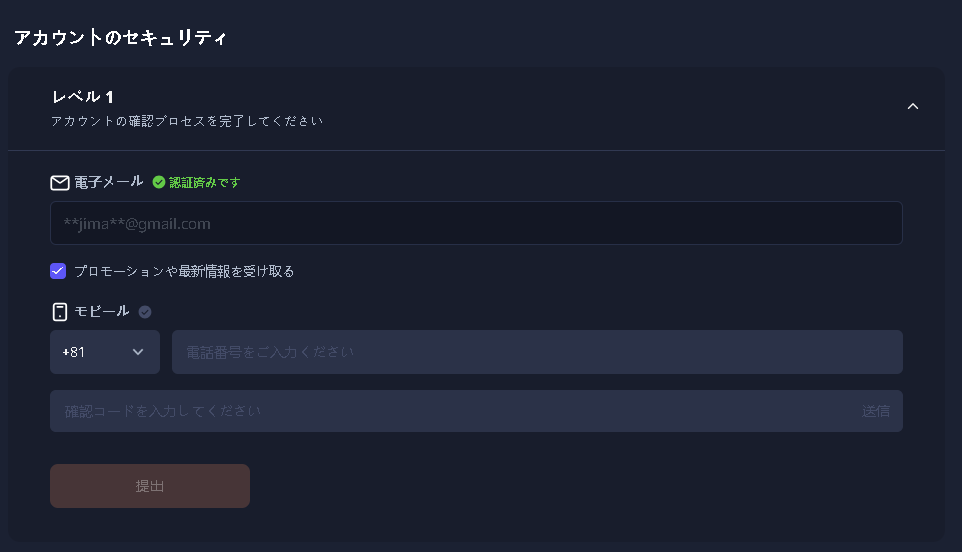 アカウントのセキュリティ
レベル 1
アカウントの確認プロセスを完了してください
電子メール 認証済みです
**jima**@gmail.com
プロモーションや最新情報を受け取る
モビール
+81 電話番号をご入力ください
確認コードを入力してください 送信
提出